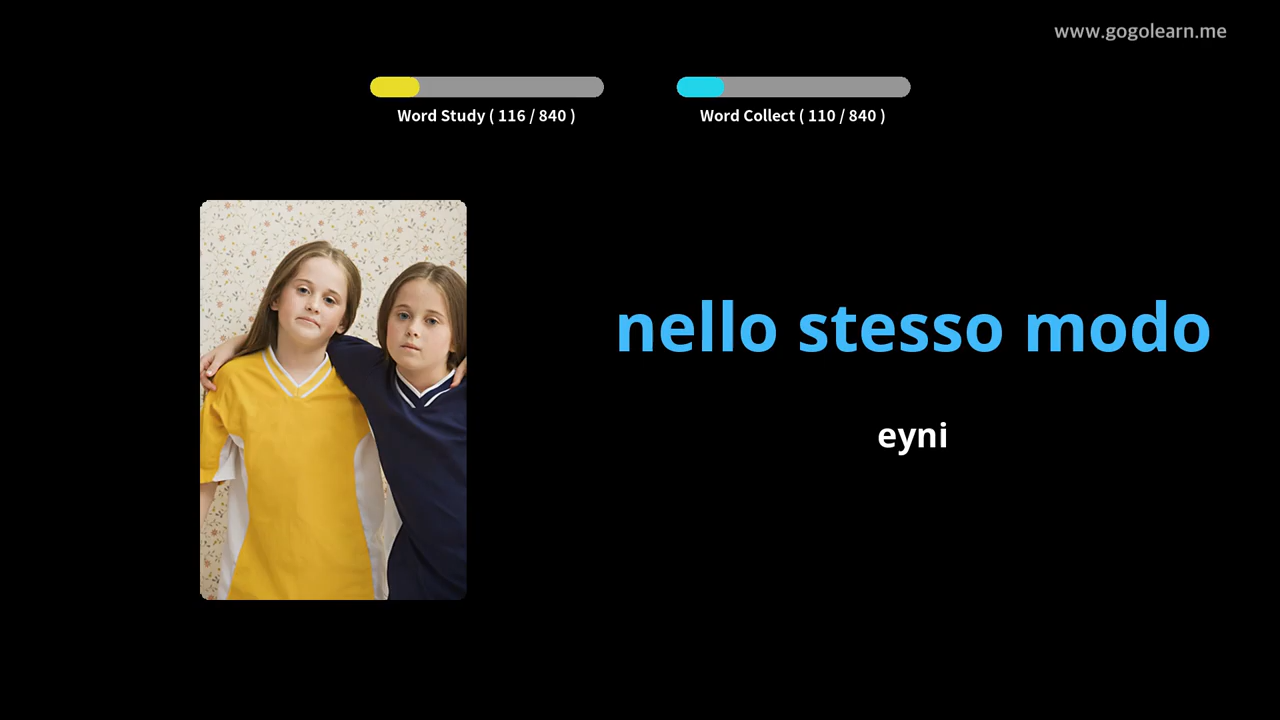 www.gogolearn.me
Word Study ( 116 / 840 )
Word Collect ( 110 / 840 )
nello stesso modo
eyni